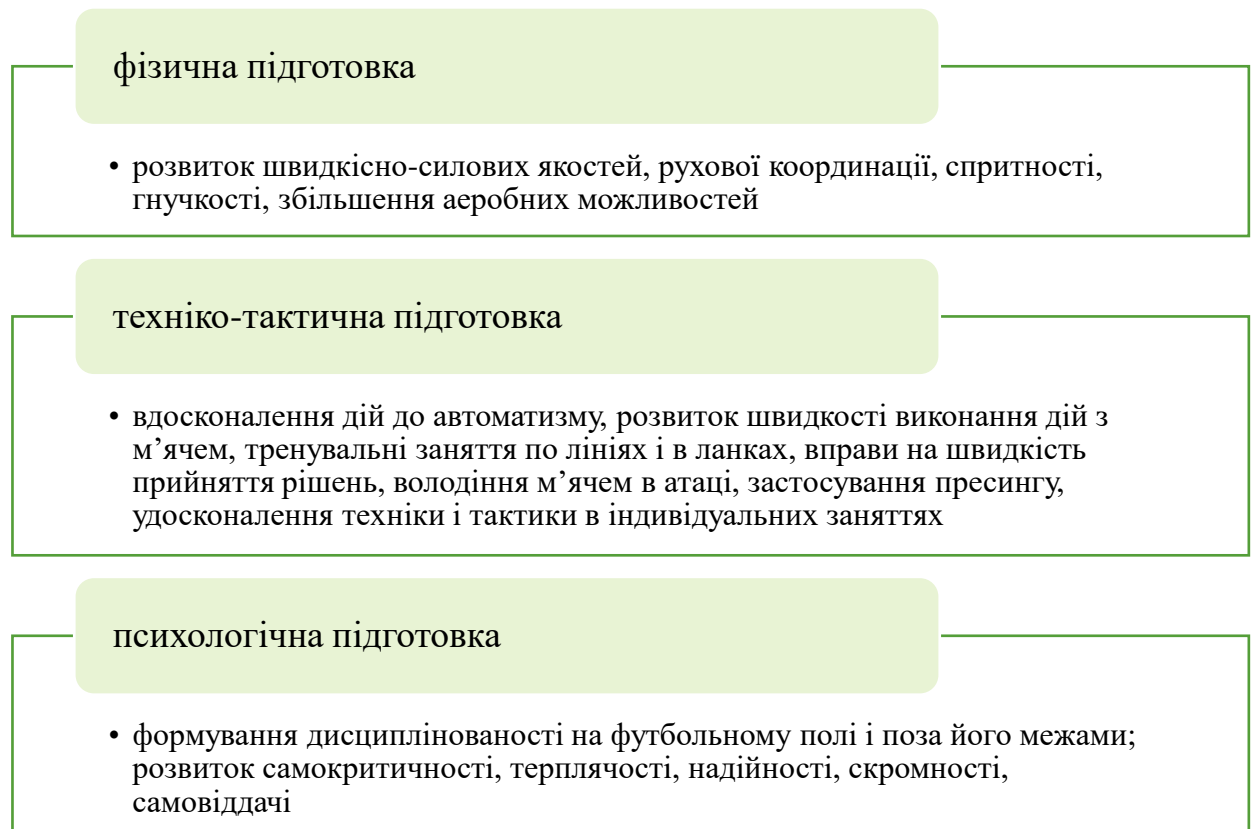 фізична підготовка
• розвиток швидкісно-силових якостей, рухової координації, спритності,
гнучкості, збільшення аеробних можливостей
техніко-тактична підготовка
• вдосконалення дій до автоматизму, розвиток швидкості виконання дій з
м’ячем, тренувальні заняття по лініях і в ланках, вправи на швидкість
прийняття рішень, володіння м’ячем в атаці, застосування пресингу,
удосконалення техніки і тактики в індивідуальних заняттях
психологічна підготовка
• формування дисциплінованості на футбольному полі і поза його межами;
розвиток самокритичності, терплячості, надійності, скромності,
самовіддачі